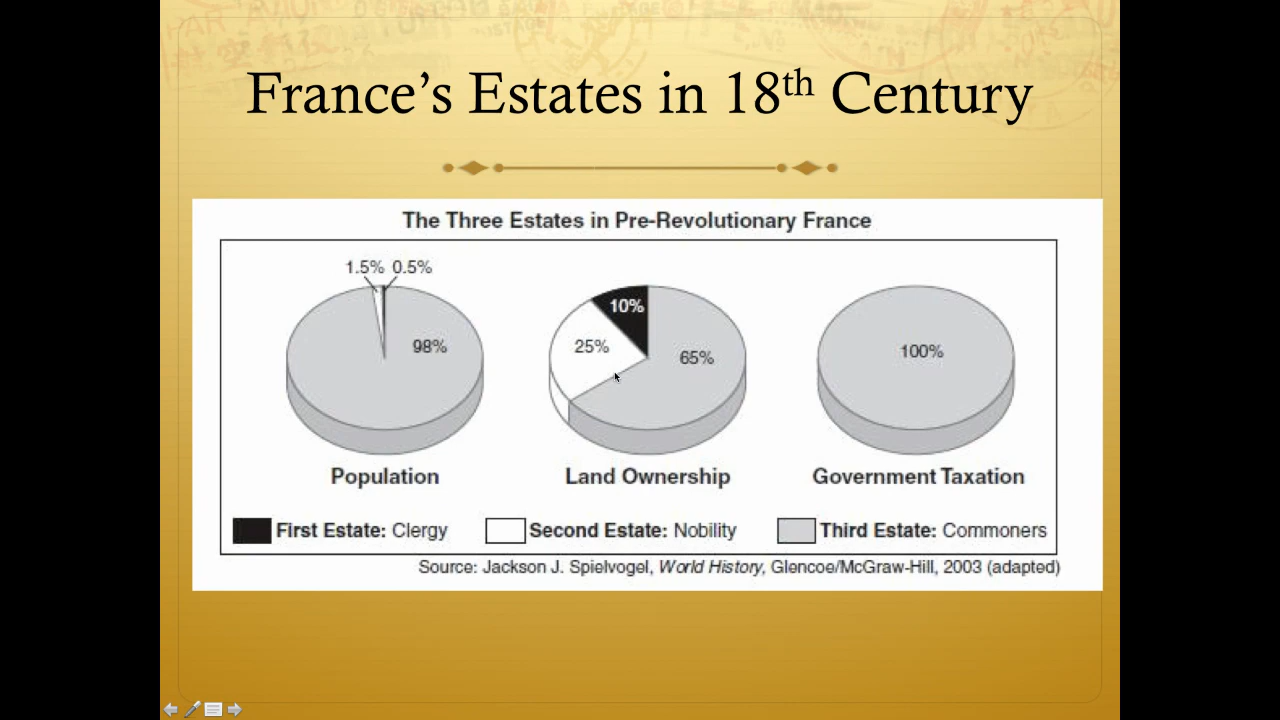 France’s Estates in 18th Century
The Three Estates in Pre-Revolutionary France
1.5% 0.5%
98%
10%
25%
65%
100%
Population
Land Ownership
Government Taxation
First Estate: Clergy
Second Estate: Nobility
Third Estate: Commoners
Source: Jackson J. Spielvogel, World History, Glencoe/McGraw-Hill, 2003 (adapted)